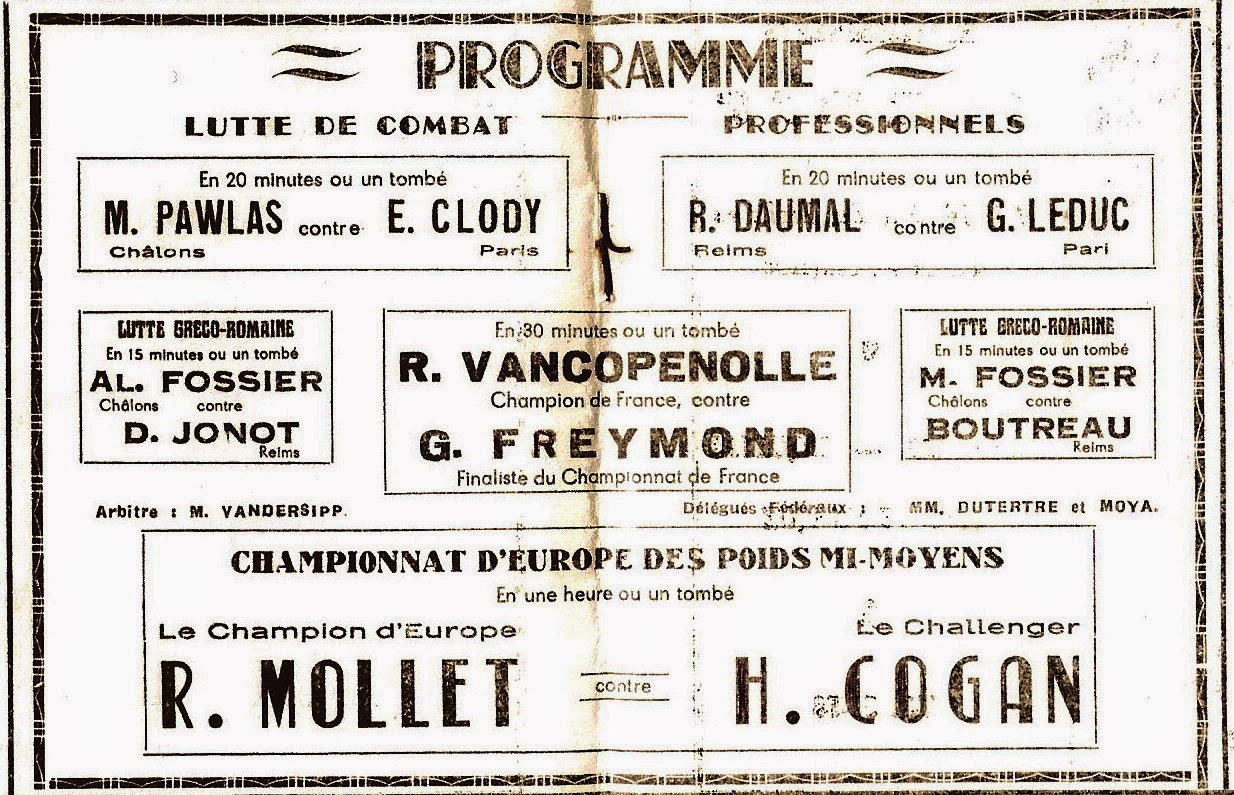 PROGRAMME
LUTTE DE COMBAT PROFESSIONNELS
En 20 minutes ou un tombé
M. PAWLAS contre E. CLODY
Châlons Paris
En 20 minutes ou un tombé
R. DAUMAL contre G. LEDUC
Reims Pari
LUTTE GRECO-ROMAINE
En 15 minutes ou un tombé
AL. FOSSIER
Châlons contre
D. JONOT
Reims
En 30 minutes ou un tombé
R. VANCOPENOLLE
Champion de France, contre
G. FREYMOND
Finaliste du Championnat de France
LUTTE GRECO-ROMAINE
En 15 minutes ou un tombé
M. FOSSIER
Châlons contre
BOUTREAU
Reims
Arbitre : M. VANDERSIPP. Délégués Fédéraux : - MM. DUTERTRE et MOYA.
CHAMPIONNAT D'EUROPE DES POIDS MI-MOYENS
En une heure ou un tombé
Le Champion d'Europe Le Challenger
R. MOLLET contre H. COGAN